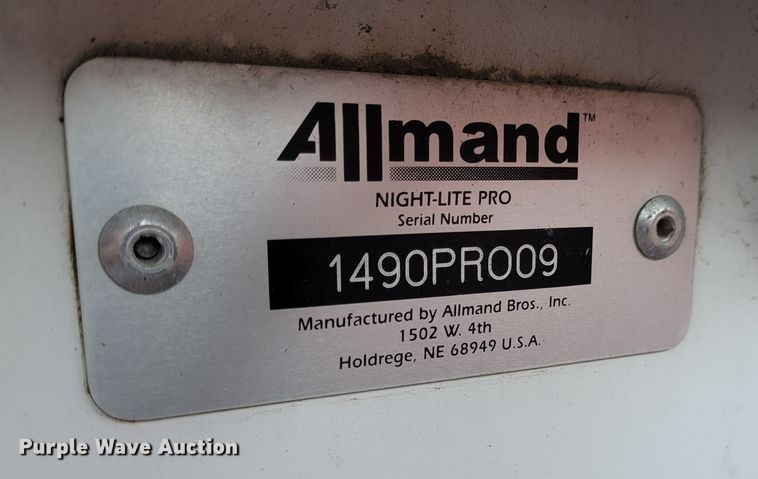 Allmand™
NIGHT-LITE PRO
Serial Number
1490PRO09
Manufactured by Allmand Bros., Inc.
1502 W. 4th
Holdrege, NE 68949 U.S.A.
Purple Wave Auction